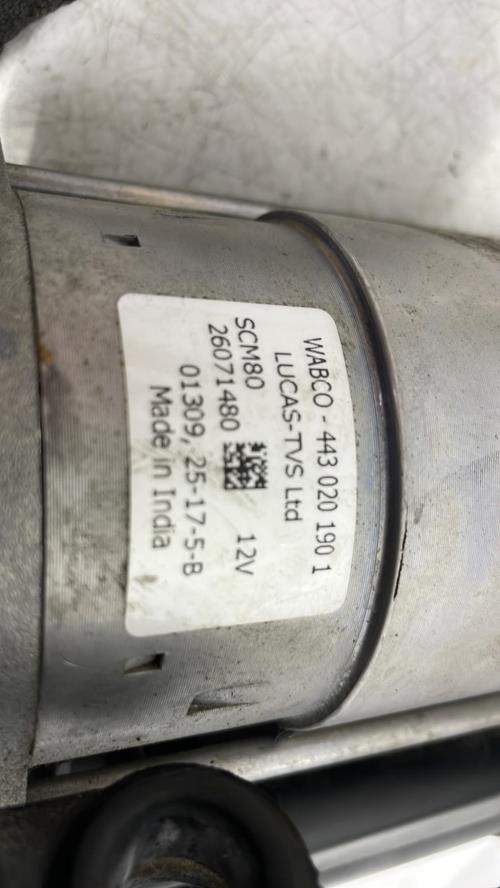 WABCO - 443 020 190 1
LUCAS-TVS Ltd
SCM80 12V
26071480
01309, 25-17-5-B
Made in India